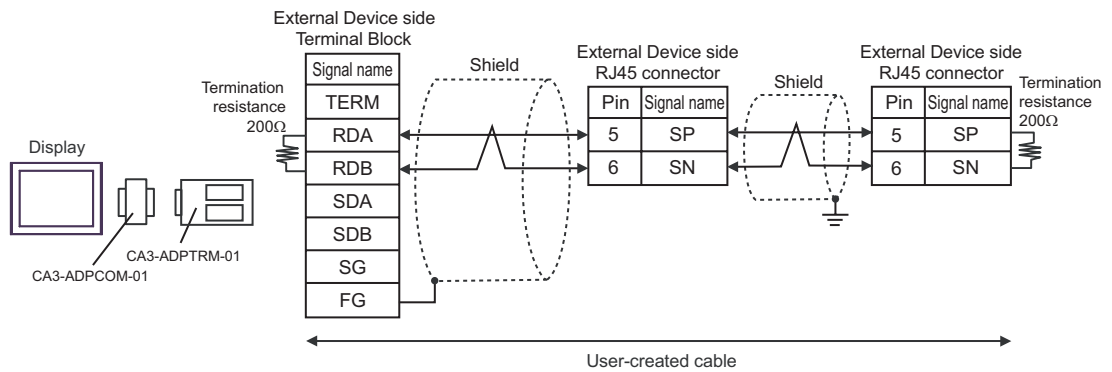 External Device side
Terminal Block
Signal name
TERM
RDA
RDB
SDA
SDB
SG
FG
Termination
resistance
200Ω
Display
CA3-ADPCOM-01
CA3-ADPTRM-01
Shield
External Device side
RJ45 connector
Pin Signal name
5 SP
6 SN
Shield
External Device side
RJ45 connector
Pin Signal name
5 SP
6 SN
Termination
resistance
200Ω
User-created cable